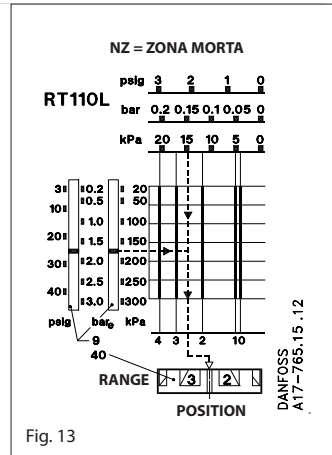 NZ = ZONA MORTA
psig 3 2 1 0
RT110L
bar 0.2 0.15 0.1 0.05 0
kPa 20 15 10 5 0
3 0.2 20
0.5 50
10
1.0 100
20 1.5 150
30 2.0 200
2.5 250
40
3.0 300
psig bare kPa 4 3 2 10
9
40
RANGE 3 2
POSITION
DANFOSS
A17-765.15.12
Fig. 13